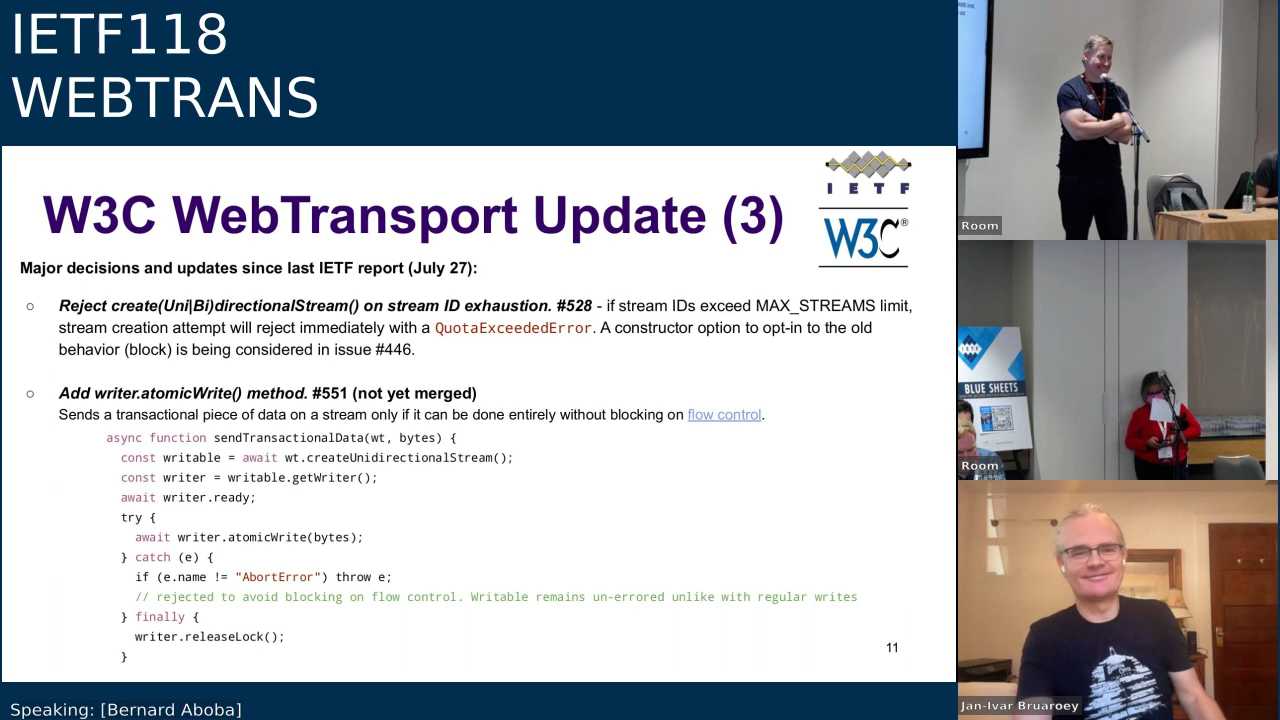 IETF118
WEBTRANS
I E T F
W3C®
W3C WebTransport Update (3)
Major decisions and updates since last IETF report (July 27):
○ Reject create(Uni|Bi)directionalStream() on stream ID exhaustion. #528 - if stream IDs exceed MAX_STREAMS limit,
stream creation attempt will reject immediately with a QuotaExceededError. A constructor option to opt-in to the old
behavior (block) is being considered in issue #446.
○ Add writer.atomicWrite() method. #551 (not yet merged)
Sends a transactional piece of data on a stream only if it can be done entirely without blocking on flow control.
async function sendTransactionalData(wt, bytes) {
const writable = await wt.createUnidirectionalStream();
const writer = writable.getWriter();
await writer.ready;
try {
await writer.atomicWrite(bytes);
} catch (e) {
if (e.name != "AbortError") throw e;
// rejected to avoid blocking on flow control. Writable remains un-errored unlike with regular writes
} finally {
writer.releaseLock();
}
11
Speaking: [Bernard Aboba]
Room
IETF
BLUE SHEETS
Room
Jan-Ivar Bruaroey